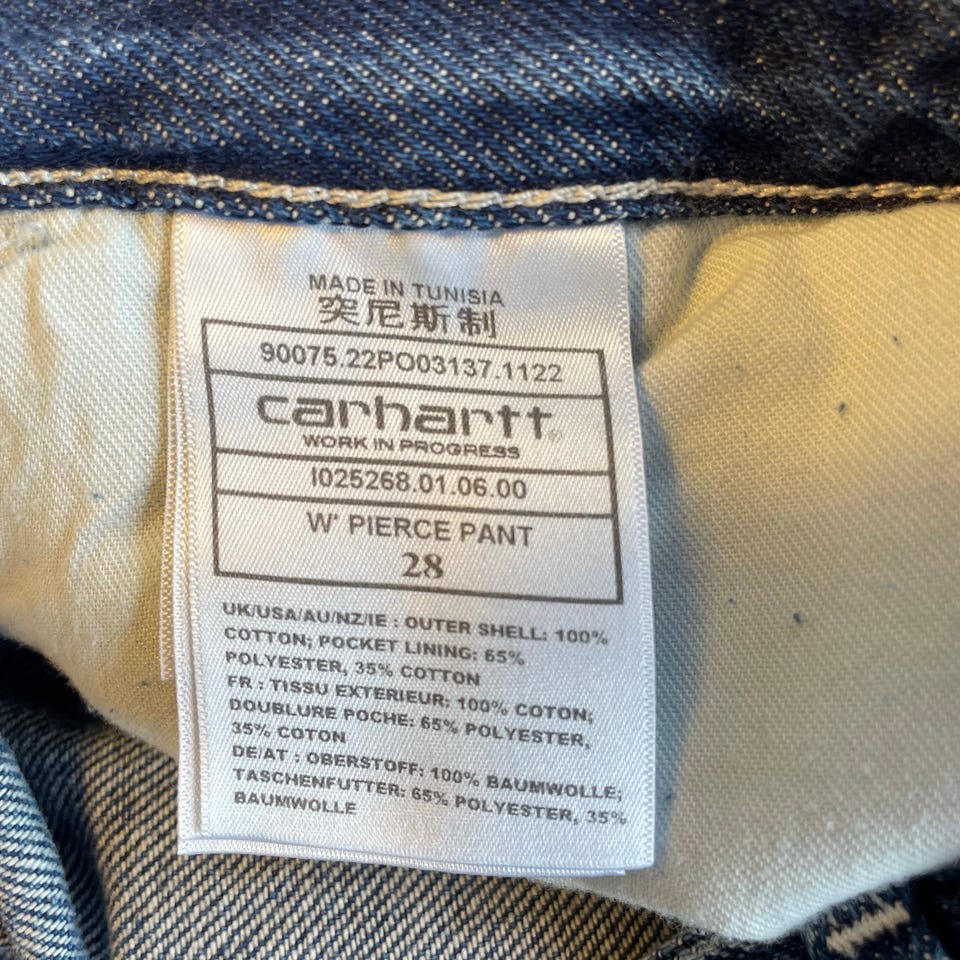 MADE IN TUNISIA
突尼斯制
90075.22PO03137.1122
carhartt®
WORK IN PROGRESS
I025268.01.06.00
W' PIERCE PANT
28
UK/USA/AU/NZ/IE : OUTER SHELL: 100%
COTTON; POCKET LINING: 65%
POLYESTER, 35% COTTON
FR : TISSU EXTERIEUR: 100% COTON;
DOUBLURE POCHE: 65% POLYESTER,
35% COTON
DE/AT : OBERSTOFF: 100% BAUMWOLLE;
TASCHENFUTTER: 65% POLYESTER, 35%
BAUMWOLLE